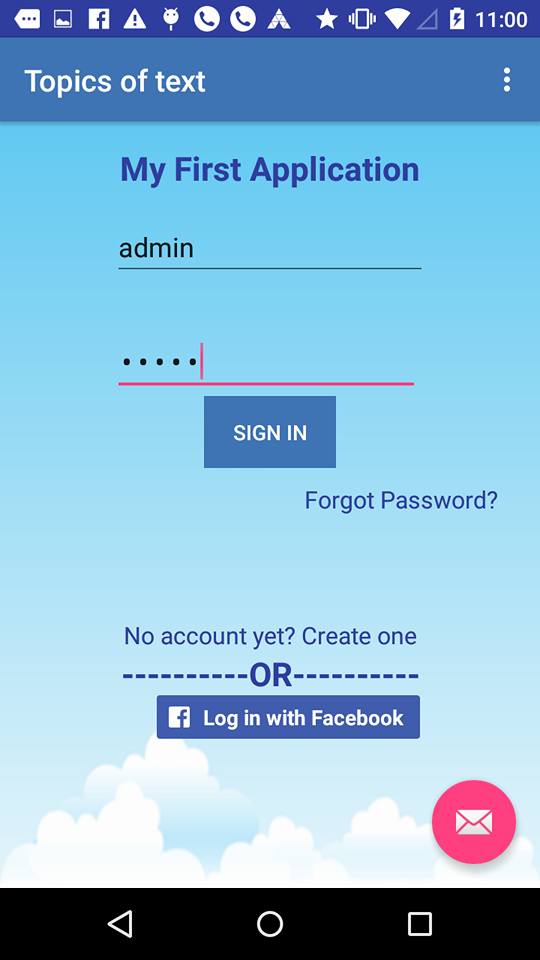 11:00
Topics of text
My First Application
admin
•••••
SIGN IN
Forgot Password?
No account yet? Create one
----------OR----------
Log in with Facebook